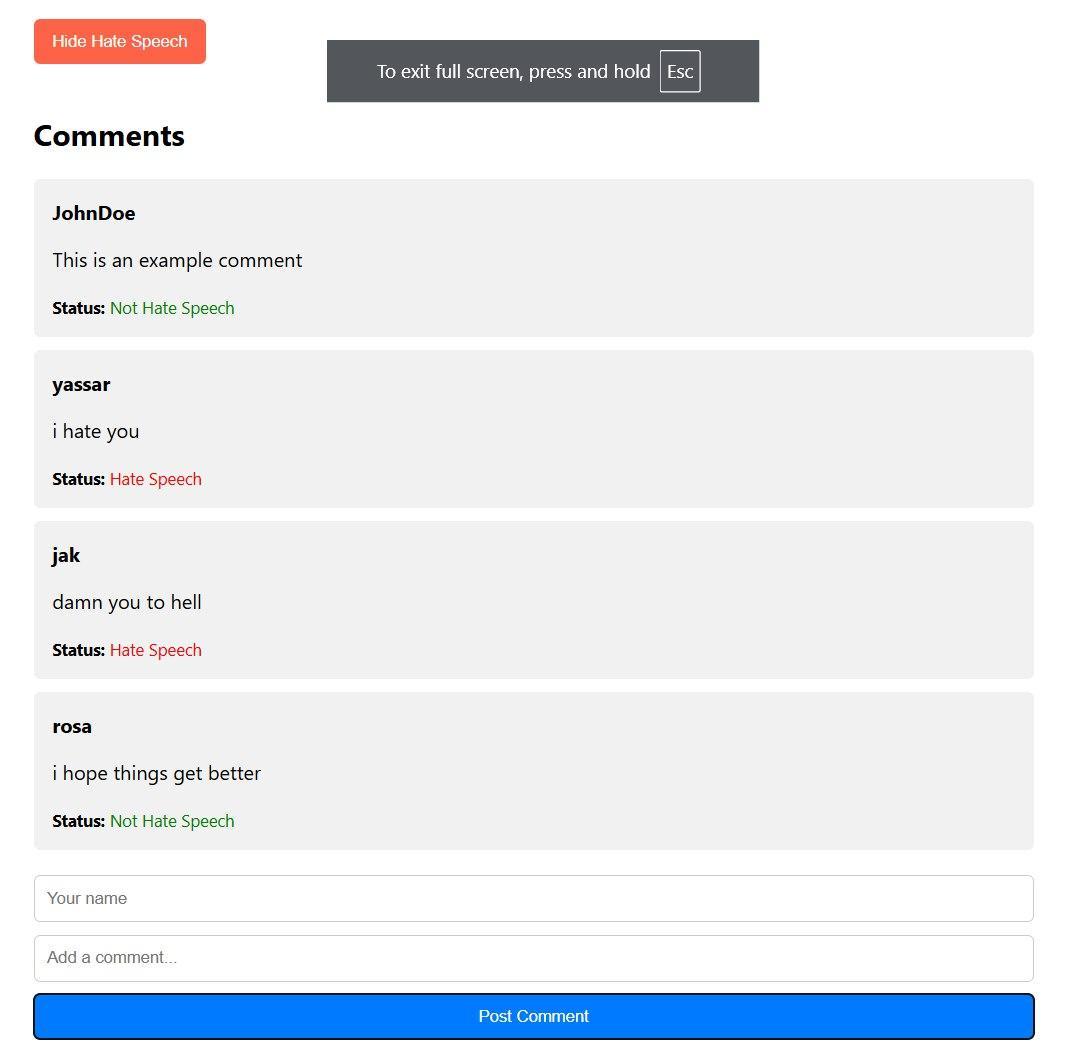 Hide Hate Speech
To exit full screen, press and hold Esc
Comments
JohnDoe
This is an example comment
Status: Not Hate Speech
yassar
i hate you
Status: Hate Speech
jak
damn you to hell
Status: Hate Speech
rosa
i hope things get better
Status: Not Hate Speech
Your name
Add a comment...
Post Comment